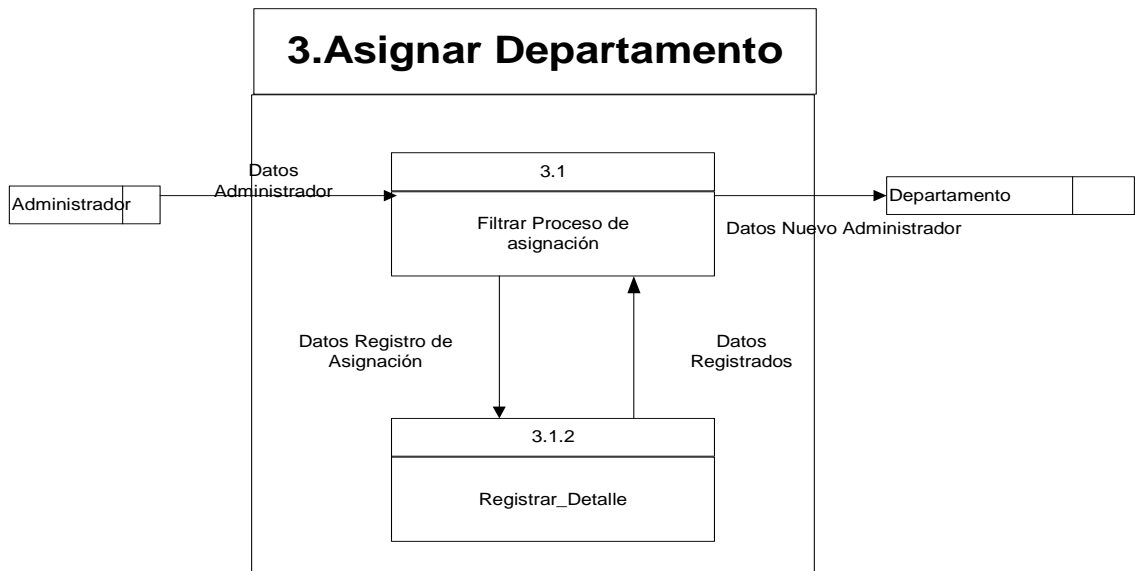 3.Asignar Departamento
Datos
Administrador
3.1
Administrador
Departamento
Filtrar Proceso de
asignación
Datos Nuevo Administrador
Datos Registro de
Asignación
Datos
Registrados
3.1.2
Registrar_Detalle